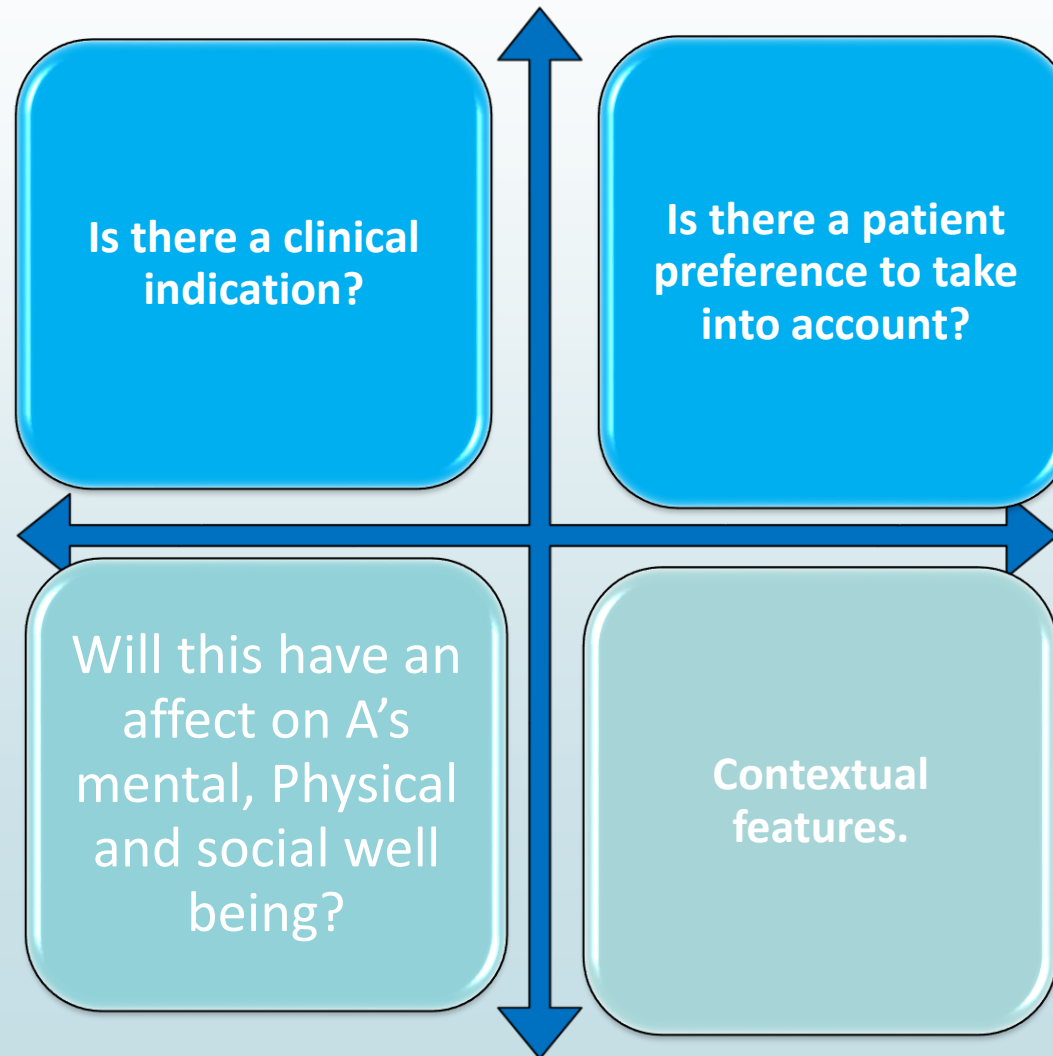 Is there a clinical
indication?
Is there a patient
preference to take
into account?
Will this have an
affect on A’s
mental, Physical
and social well
being?
Contextual
features.